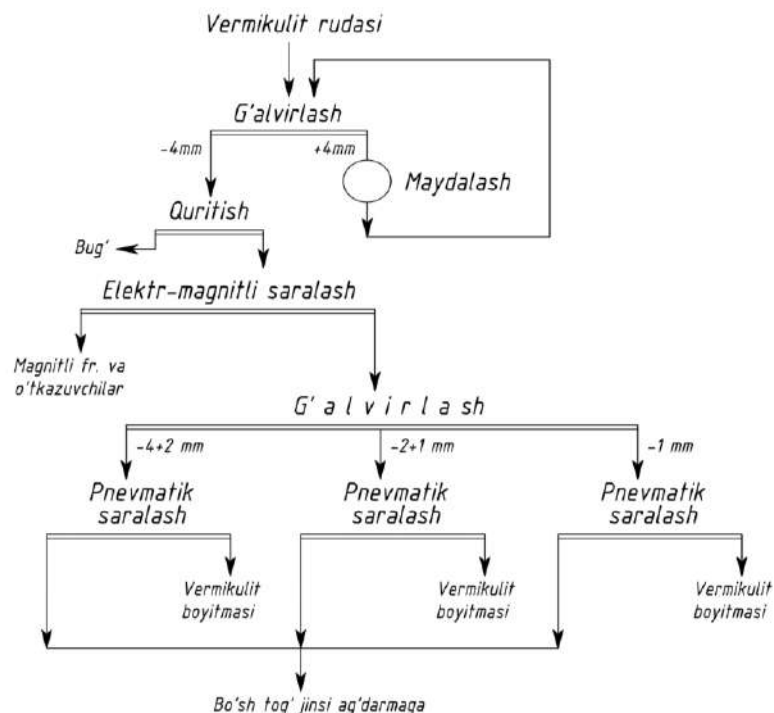 Vermikulit rudasi
G'alvirlash
-4mm
+4mm
Maydalash
Quritish
Bug'
Elektr-magnitli saralash
Magnitli fr. va
o'tkazuvchilar
G'alvirlash
-4+2 mm
-2+1 mm
-1 mm
Pnevmatik
saralash
Pnevmatik
saralash
Pnevmatik
saralash
Vermikulit
boyitmasi
Vermikulit
boyitmasi
Vermikulit
boyitmasi
Bo'sh tog' jinsi ag'darmaga